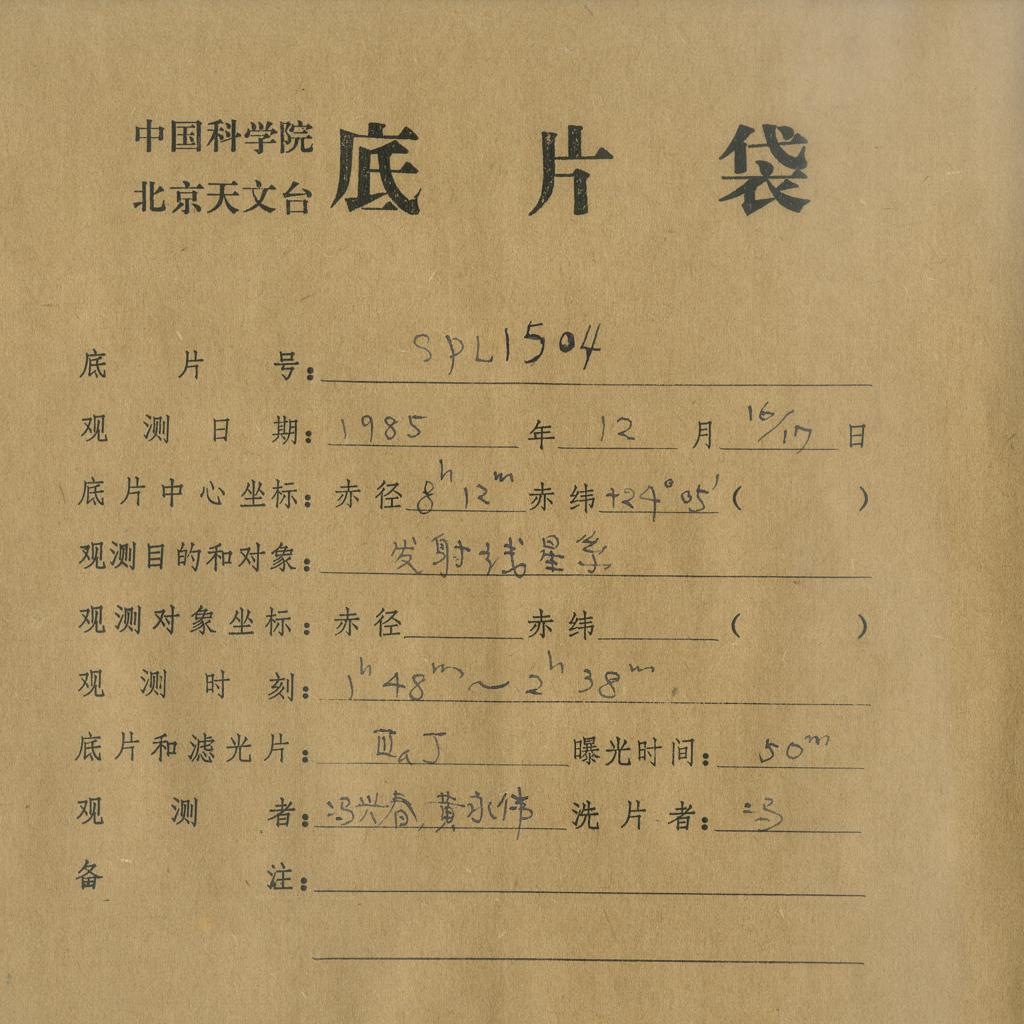 中国科学院
北京天文台 底片袋
底片号: SPL1504
观测日期: 1985年12月16/17日
底片中心坐标: 赤径8h12m赤纬+24°05′( )
观测目的和对象: 发射线星系
观测对象坐标: 赤径 赤纬 ( )
观测时刻: 1h48m～2h38m
底片和滤光片: ⅢaJ 曝光时间: 50m
观测者: 冯兴春,黄永伟 洗片者: 冯
备注: